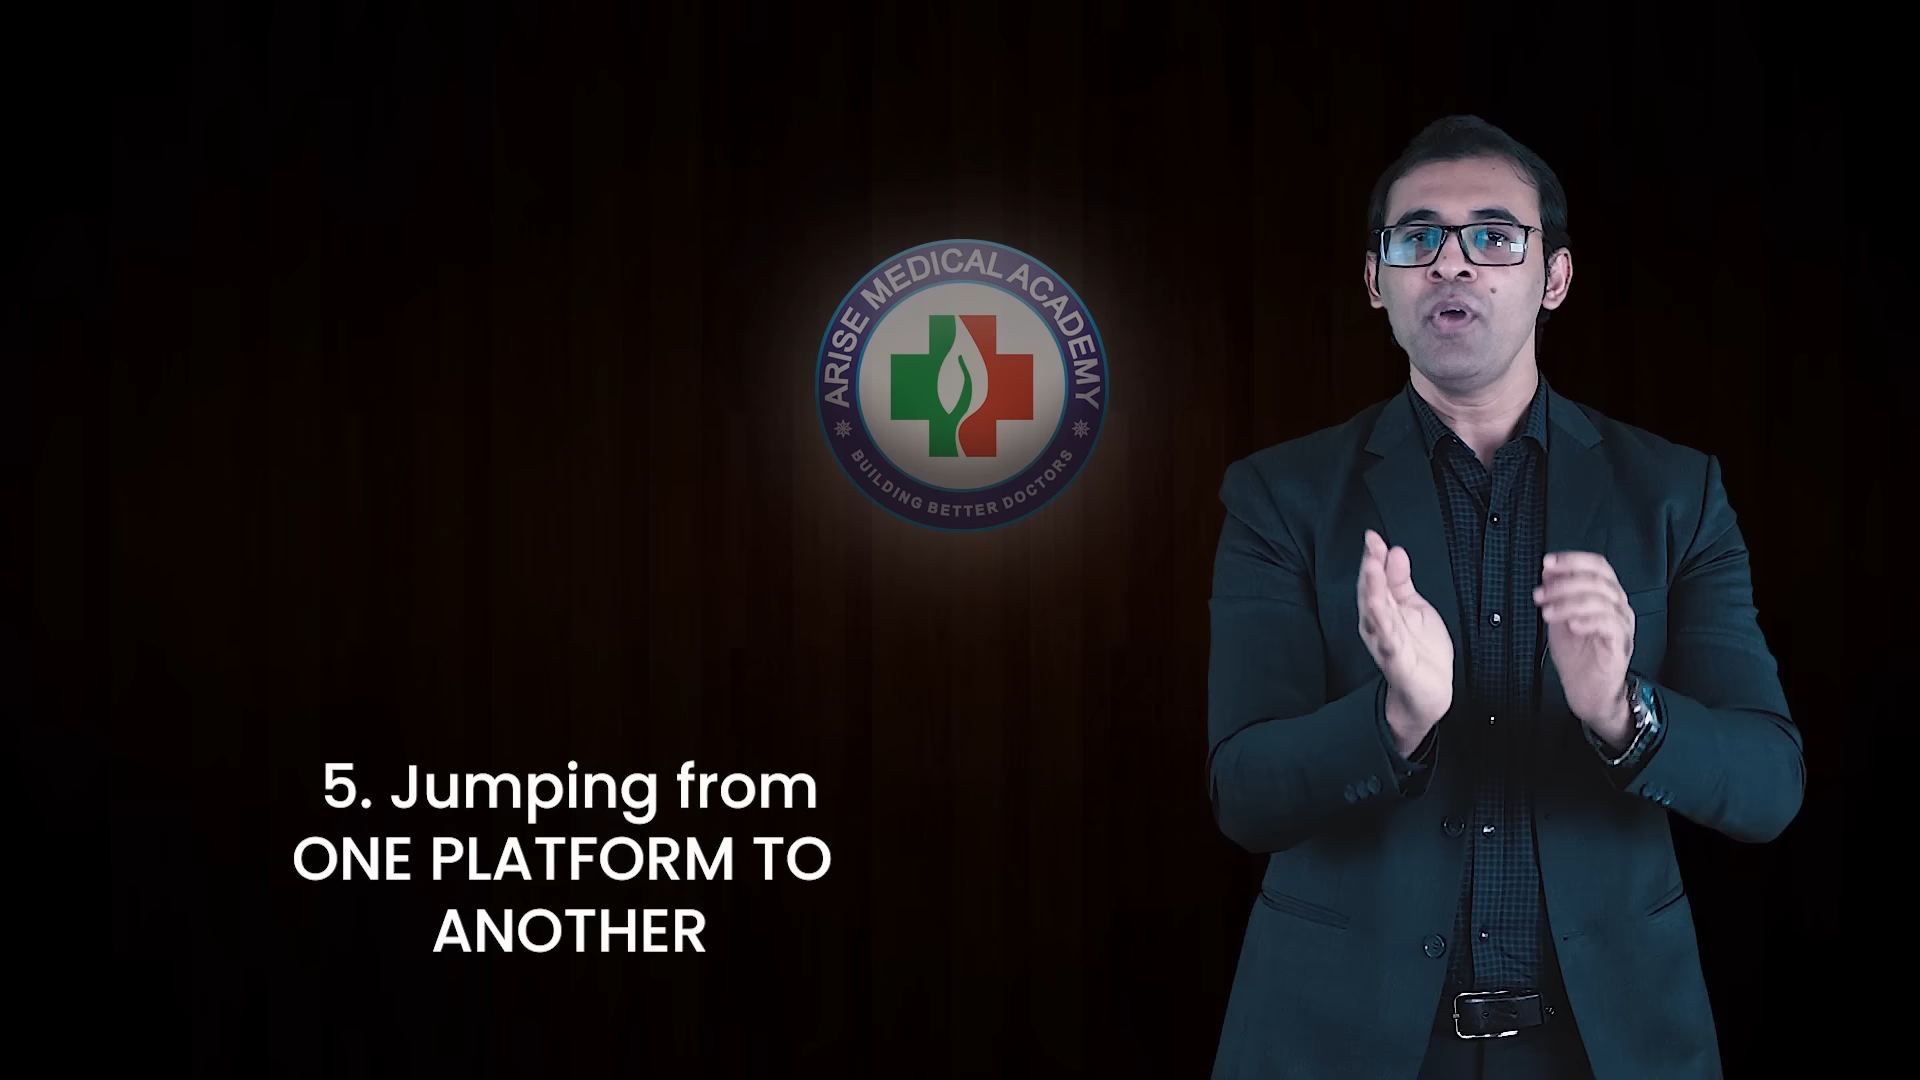 ARISE MEDICAL ACADEMY
BUILDING BETTER DOCTORS
5. Jumping from
ONE PLATFORM TO
ANOTHER